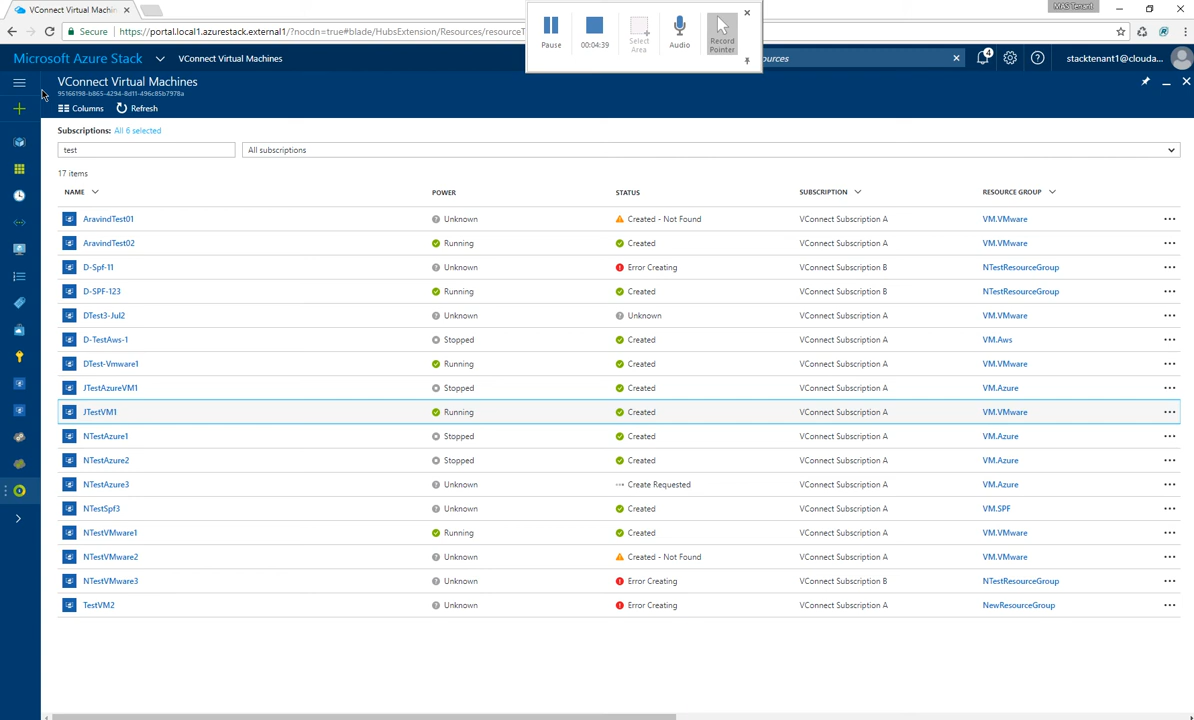 VConnect Virtual Machin
MAS Tenant
Secure https://portal.local1.azurestack.external1/?nocdn=true#blade/HubsExtension/Resources/resourceT
Pause
00:04:39
Select Area
Audio
Record Pointer
Microsoft Azure Stack VConnect Virtual Machines
4
stacktenant1@clouda...
VConnect Virtual Machines
95166198-b865-4294-8d11-496c85b7978a
Columns Refresh
Subscriptions: All 6 selected
test All subscriptions
17 items
NAME POWER STATUS SUBSCRIPTION RESOURCE GROUP
AravindTest01 Unknown Created - Not Found VConnect Subscription A VM.VMware
AravindTest02 Running Created VConnect Subscription A VM.VMware
D-Spf-11 Unknown Error Creating VConnect Subscription B NTestResourceGroup
D-SPF-123 Running Created VConnect Subscription B NTestResourceGroup
DTest3-Jul2 Unknown Unknown VConnect Subscription A VM.VMware
D-TestAws-1 Stopped Created VConnect Subscription A VM.Aws
DTest-Vmware1 Running Created VConnect Subscription A VM.VMware
JTestAzureVM1 Stopped Created VConnect Subscription A VM.Azure
JTestVM1 Running Created VConnect Subscription A VM.VMware
NTestAzure1 Stopped Created VConnect Subscription A VM.Azure
NTestAzure2 Stopped Created VConnect Subscription A VM.Azure
NTestAzure3 Unknown Create Requested VConnect Subscription A VM.Azure
NTestSpf3 Unknown Created VConnect Subscription A VM.SPF
NTestVMware1 Running Created VConnect Subscription A VM.VMware
NTestVMware2 Unknown Created - Not Found VConnect Subscription A VM.VMware
NTestVMware3 Unknown Error Creating VConnect Subscription B NTestResourceGroup
TestVM2 Unknown Error Creating VConnect Subscription A NewResourceGroup